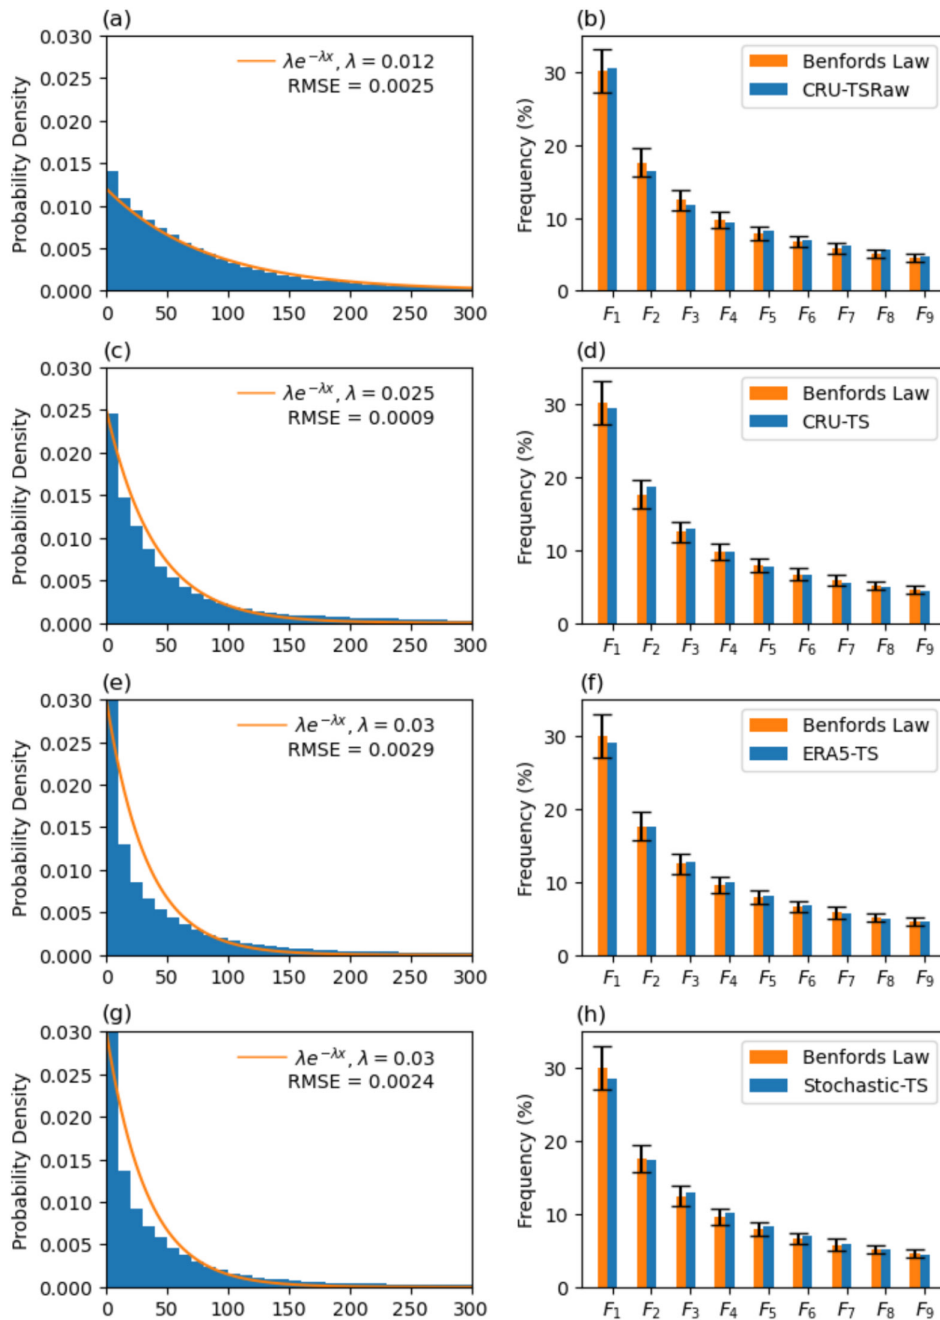 (a)
0.030
0.025
0.020
0.015
0.010
0.005
0.000
Probability Density
λe^{−λx}, λ = 0.012
RMSE = 0.0025
0 50 100 150 200 250 300
(b)
30
20
10
0
Frequency (%)
Benfords Law
CRU-TSRaw
F₁ F₂ F₃ F₄ F₅ F₆ F₇ F₈ F₉
(c)
0.030
0.025
0.020
0.015
0.010
0.005
0.000
Probability Density
λe^{−λx}, λ = 0.025
RMSE = 0.0009
0 50 100 150 200 250 300
(d)
30
20
10
0
Frequency (%)
Benfords Law
CRU-TS
F₁ F₂ F₃ F₄ F₅ F₆ F₇ F₈ F₉
(e)
0.030
0.025
0.020
0.015
0.010
0.005
0.000
Probability Density
λe^{−λx}, λ = 0.03
RMSE = 0.0029
0 50 100 150 200 250 300
(f)
30
20
10
0
Frequency (%)
Benfords Law
ERA5-TS
F₁ F₂ F₃ F₄ F₅ F₆ F₇ F₈ F₉
(g)
0.030
0.025
0.020
0.015
0.010
0.005
0.000
Probability Density
λe^{−λx}, λ = 0.03
RMSE = 0.0024
0 50 100 150 200 250 300
(h)
30
20
10
0
Frequency (%)
Benfords Law
Stochastic-TS
F₁ F₂ F₃ F₄ F₅ F₆ F₇ F₈ F₉